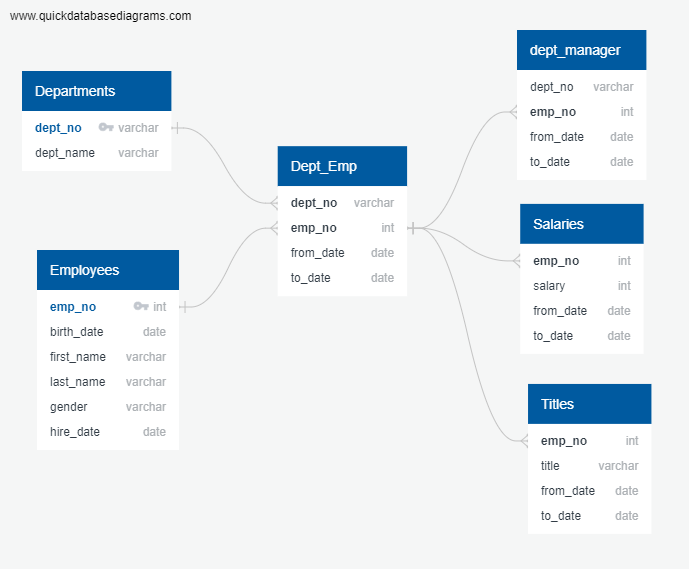 www.quickdatabasediagrams.com
Departments
dept_no varchar
dept_name varchar
Employees
emp_no int
birth_date date
first_name varchar
last_name varchar
gender varchar
hire_date date
Dept_Emp
dept_no varchar
emp_no int
from_date date
to_date date
dept_manager
dept_no varchar
emp_no int
from_date date
to_date date
Salaries
emp_no int
salary int
from_date date
to_date date
Titles
emp_no int
title varchar
from_date date
to_date date